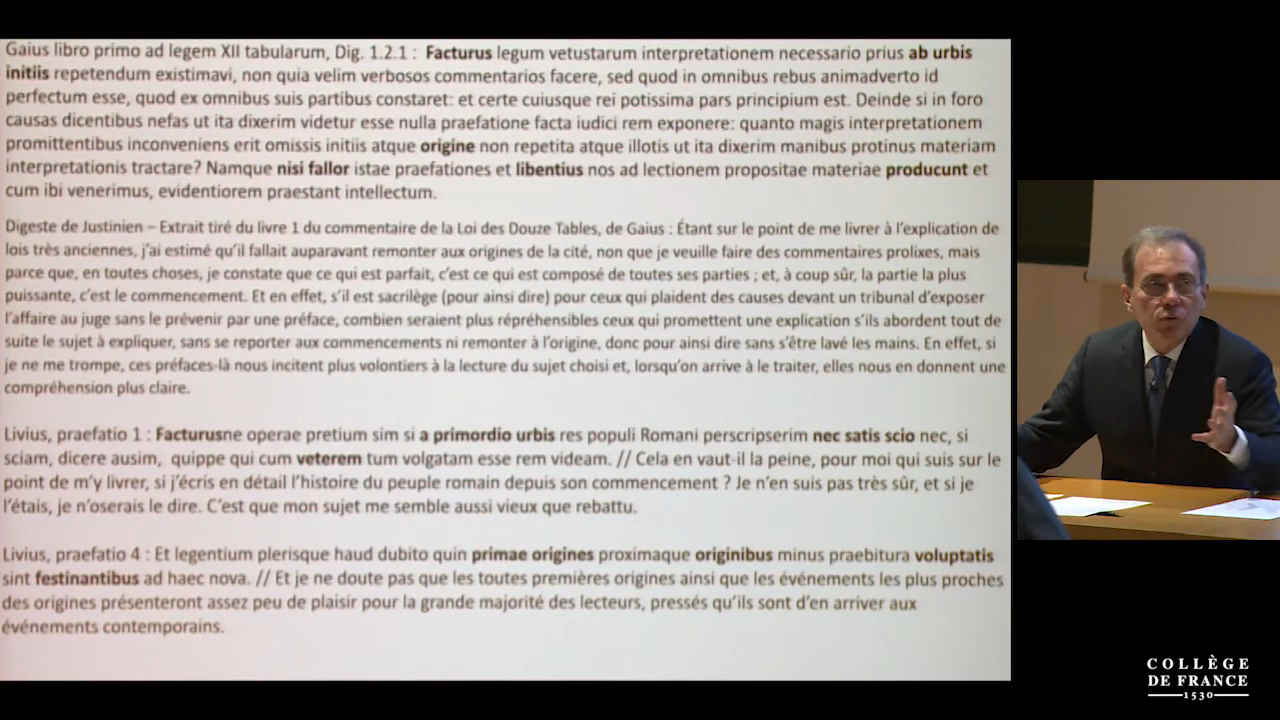 Gaius libro primo ad legem XII tabularum, Dig. 1.2.1 : Facturus legum vetustarum interpretationem necessario prius ab urbis
initiis repetendum existimavi, non quia velim verbosos commentarios facere, sed quod in omnibus rebus animadverto id
perfectum esse, quod ex omnibus suis partibus constaret: et certe cuiusque rei potissima pars principium est. Deinde si in foro
causas dicentibus nefas ut ita dixerim videtur esse nulla praefatione facta iudici rem exponere: quanto magis interpretationem
promittentibus inconveniens erit omissis initiis atque origine non repetita atque illotis ut ita dixerim manibus protinus materiam
interpretationis tractare? Namque nisi fallor istae praefationes et libentius nos ad lectionem propositae materiae producunt et
cum ibi venerimus, evidentiorem praestant intellectum.
Digeste de Justinien – Extrait tiré du livre 1 du commentaire de la Loi des Douze Tables, de Gaius : Étant sur le point de me livrer à l'explication de
lois très anciennes, j'ai estimé qu'il fallait auparavant remonter aux origines de la cité, non que je veuille faire des commentaires prolixes, mais
parce que, en toutes choses, je constate que ce qui est parfait, c'est ce qui est composé de toutes ses parties ; et, à coup sûr, la partie la plus
puissante, c'est le commencement. Et en effet, s'il est sacrilège (pour ainsi dire) pour ceux qui plaident des causes devant un tribunal d'exposer
l'affaire au juge sans le prévenir par une préface, combien seraient plus répréhensibles ceux qui promettent une explication s'ils abordent tout de
suite le sujet à expliquer, sans se reporter aux commencements ni remonter à l'origine, donc pour ainsi dire sans s'être lavé les mains. En effet, si
je ne me trompe, ces préfaces-là nous incitent plus volontiers à la lecture du sujet choisi et, lorsqu'on arrive à le traiter, elles nous en donnent une
compréhension plus claire.
Livius, praefatio 1 : Facturusne operae pretium sim si a primordio urbis res populi Romani perscripserim nec satis scio nec, si
sciam, dicere ausim, quippe qui cum veterem tum volgatam esse rem videam. // Cela en vaut-il la peine, pour moi qui suis sur le
point de m'y livrer, si j'écris en détail l'histoire du peuple romain depuis son commencement ? Je n'en suis pas très sûr, et si je
l'étais, je n'oserais le dire. C'est que mon sujet me semble aussi vieux que rebattu.
Livius, praefatio 4 : Et legentium plerisque haud dubito quin primae origines proximaque originibus minus praebitura voluptatis
sint festinantibus ad haec nova. // Et je ne doute pas que les toutes premières origines ainsi que les événements les plus proches
des origines présenteront assez peu de plaisir pour la grande majorité des lecteurs, pressés qu'ils sont d'en arriver aux
événements contemporains.
COLLÈGE
DE FRANCE
1530